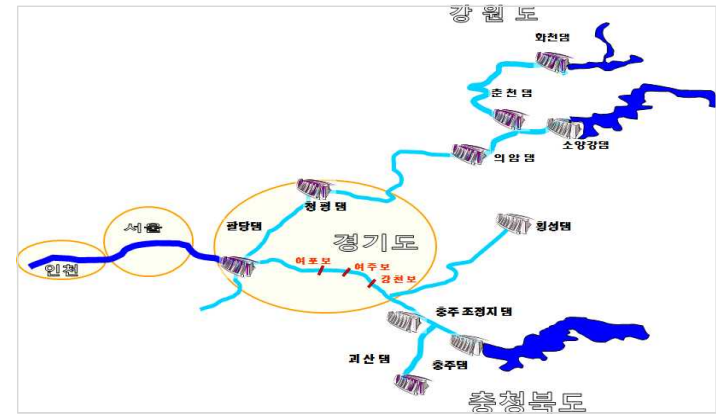 강원도
화천댐
춘천댐
소양강댐
의암댐
청평댐
서울
팔당댐
경기도
횡성댐
인천
이포보
여주보
강천보
충주조정지댐
괴산댐
충주댐
충청북도